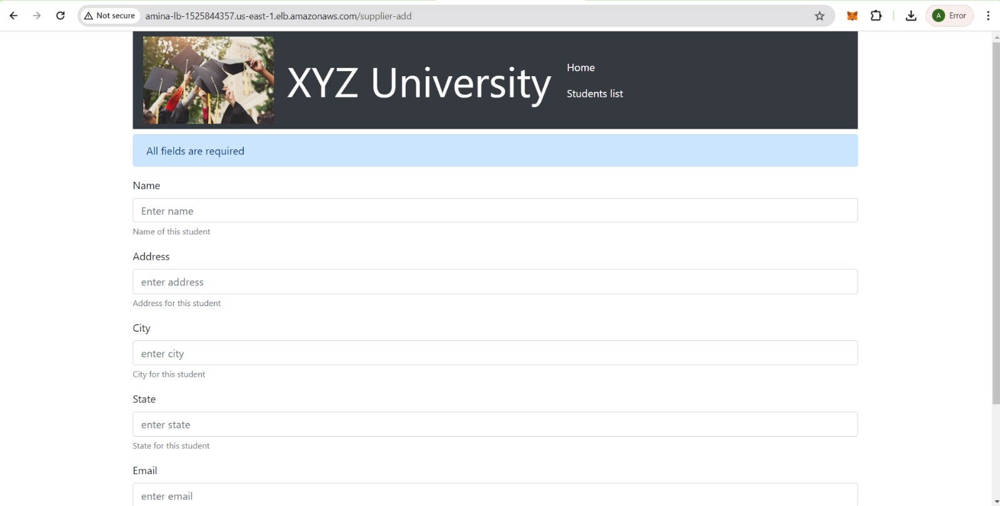 Not secure amina-lb-1525844357.us-east-1.elb.amazonaws.com/supplier-add A Error
XYZ University
Home
Students list
All fields are required
Name
Enter name
Name of this student
Address
enter address
Address for this student
City
enter city
City for this student
State
enter state
State for this student
Email
enter email